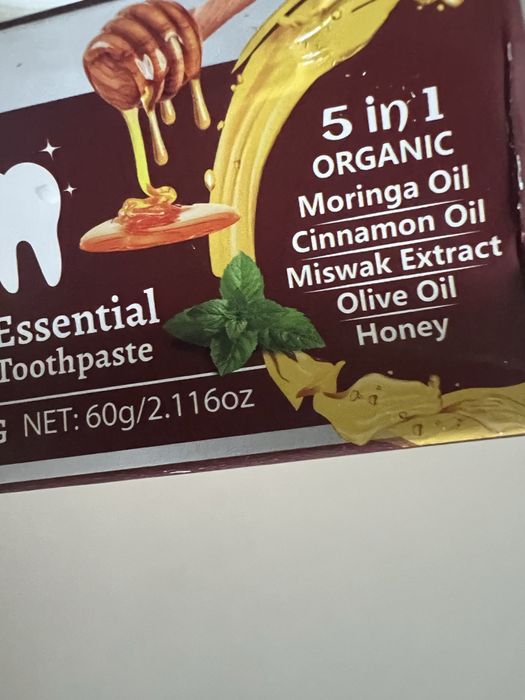 5 in 1
ORGANIC
Moringa Oil
Cinnamon Oil
Miswak Extract
Olive Oil
Honey
Essential
Toothpaste
NET: 60g/2.116oz